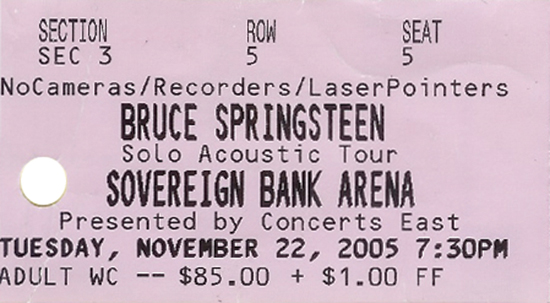 SECTION ROW SEAT
SEC 3 5 5
NoCameras/Recorders/LaserPointers
BRUCE SPRINGSTEEN
Solo Acoustic Tour
SOVEREIGN BANK ARENA
Presented by Concerts East
TUESDAY, NOVEMBER 22, 2005 7:30PM
ADULT WC -- $85.00 + $1.00 FF